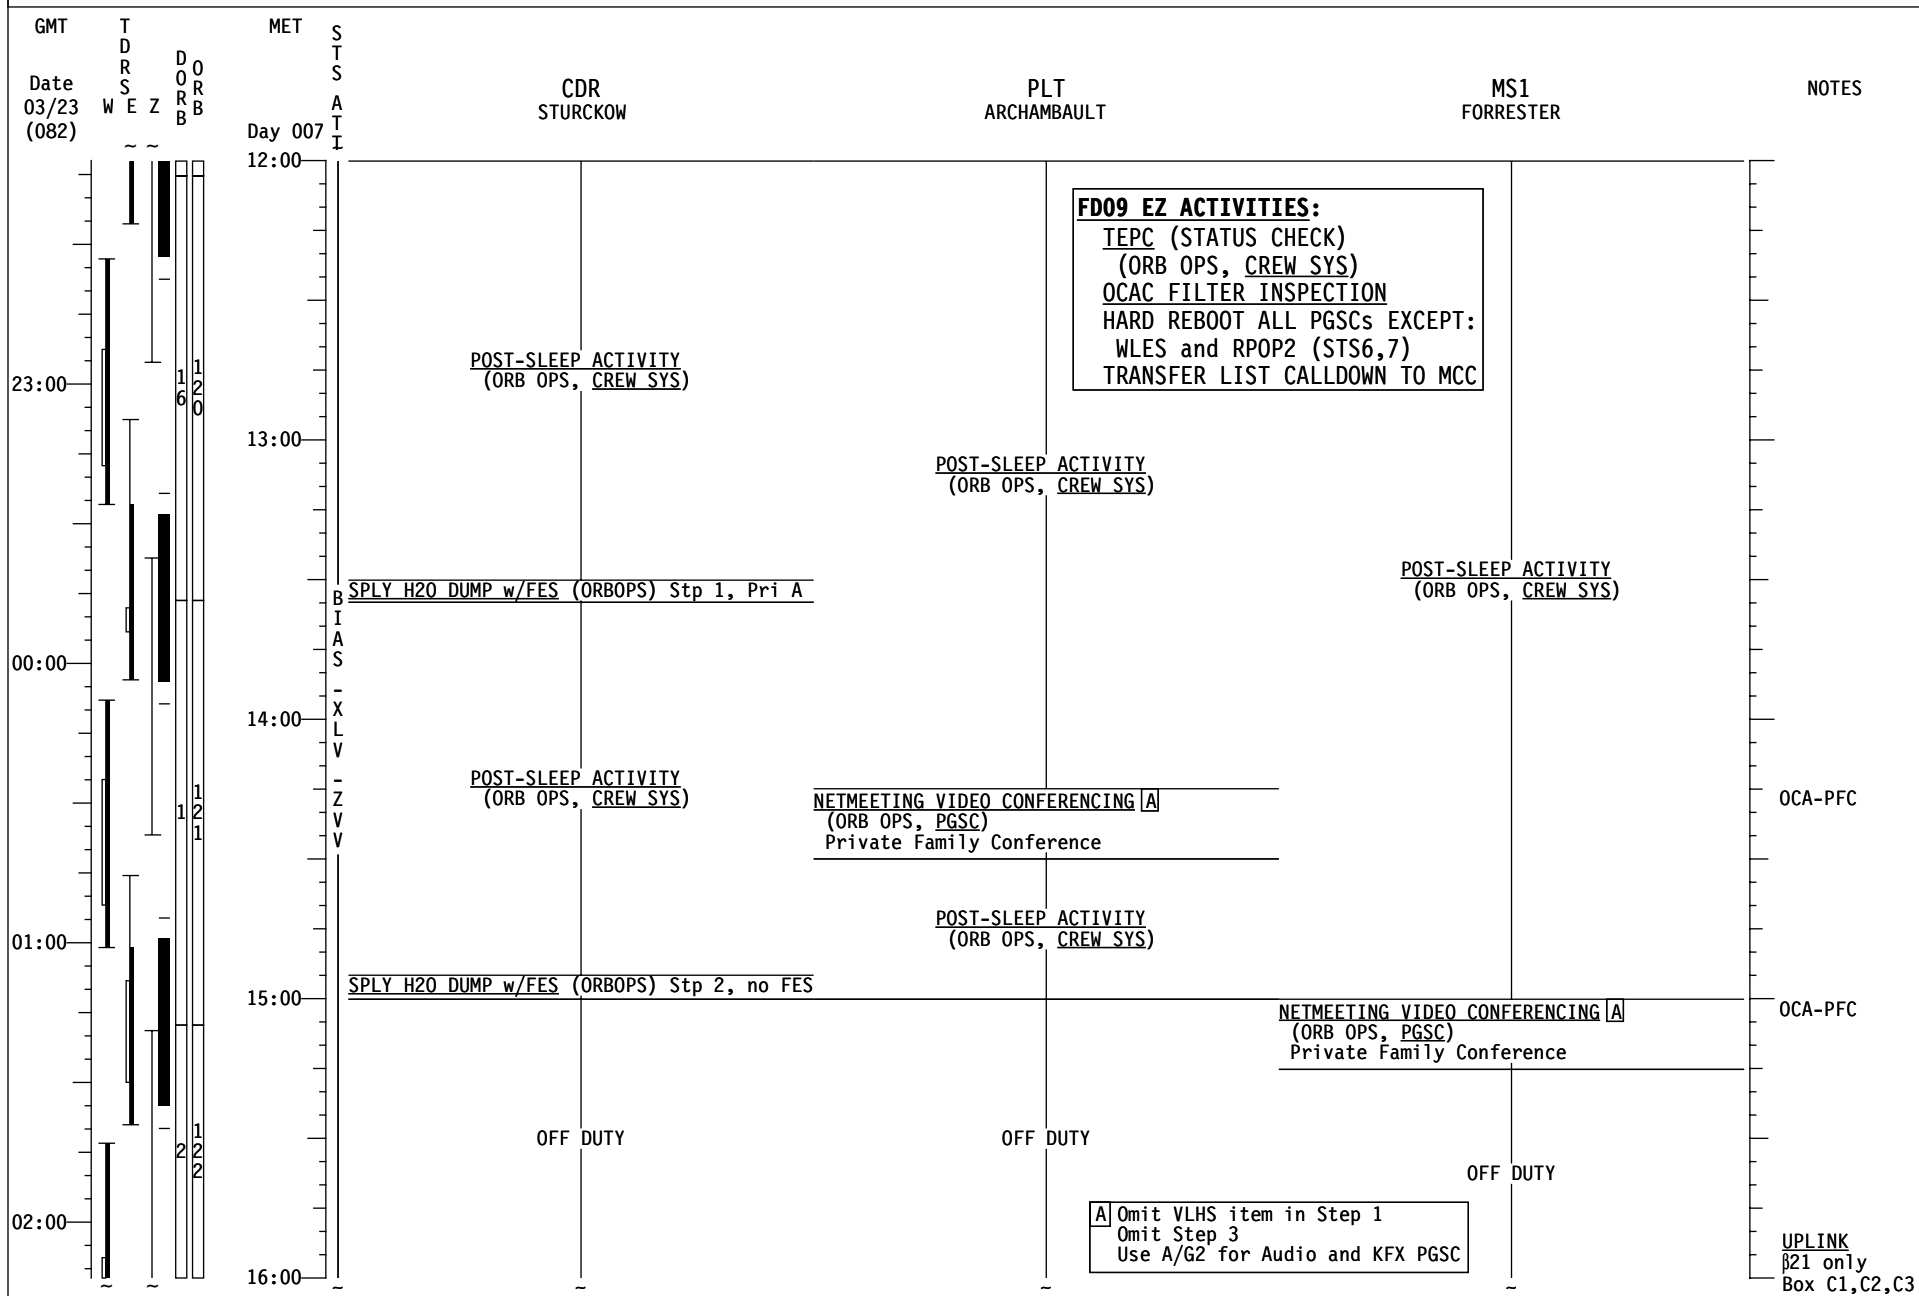 GMT
TDRS
DORB
ORB
MET
STS ATT
Date
03/23
(082)
W E Z
Day 007
CDR
STURCKOW
PLT
ARCHAMBAULT
MS1
FORRESTER
NOTES
~ ~
12:00
FD09 EZ ACTIVITIES:
TEPC (STATUS CHECK)
(ORB OPS, CREW SYS)
OCAC FILTER INSPECTION
HARD REBOOT ALL PGSCs EXCEPT:
WLES and RPOP2 (STS6,7)
TRANSFER LIST CALLDOWN TO MCC
POST-SLEEP ACTIVITY
(ORB OPS, CREW SYS)
23:00
16
120
13:00
POST-SLEEP ACTIVITY
(ORB OPS, CREW SYS)
POST-SLEEP ACTIVITY
(ORB OPS, CREW SYS)
SPLY H2O DUMP w/FES (ORBOPS) Stp 1, Pri A
BIAS -XLV -ZVV
00:00
14:00
POST-SLEEP ACTIVITY
(ORB OPS, CREW SYS)
1
121
NETMEETING VIDEO CONFERENCING A
(ORB OPS, PGSC)
Private Family Conference
OCA-PFC
POST-SLEEP ACTIVITY
(ORB OPS, CREW SYS)
01:00
SPLY H2O DUMP w/FES (ORBOPS) Stp 2, no FES
15:00
NETMEETING VIDEO CONFERENCING A
(ORB OPS, PGSC)
Private Family Conference
OCA-PFC
2
122
OFF DUTY
OFF DUTY
OFF DUTY
02:00
A Omit VLHS item in Step 1
Omit Step 3
Use A/G2 for Audio and KFX PGSC
16:00
UPLINK
β21 only
Box C1,C2,C3
~ ~ ~ ~ ~ ~